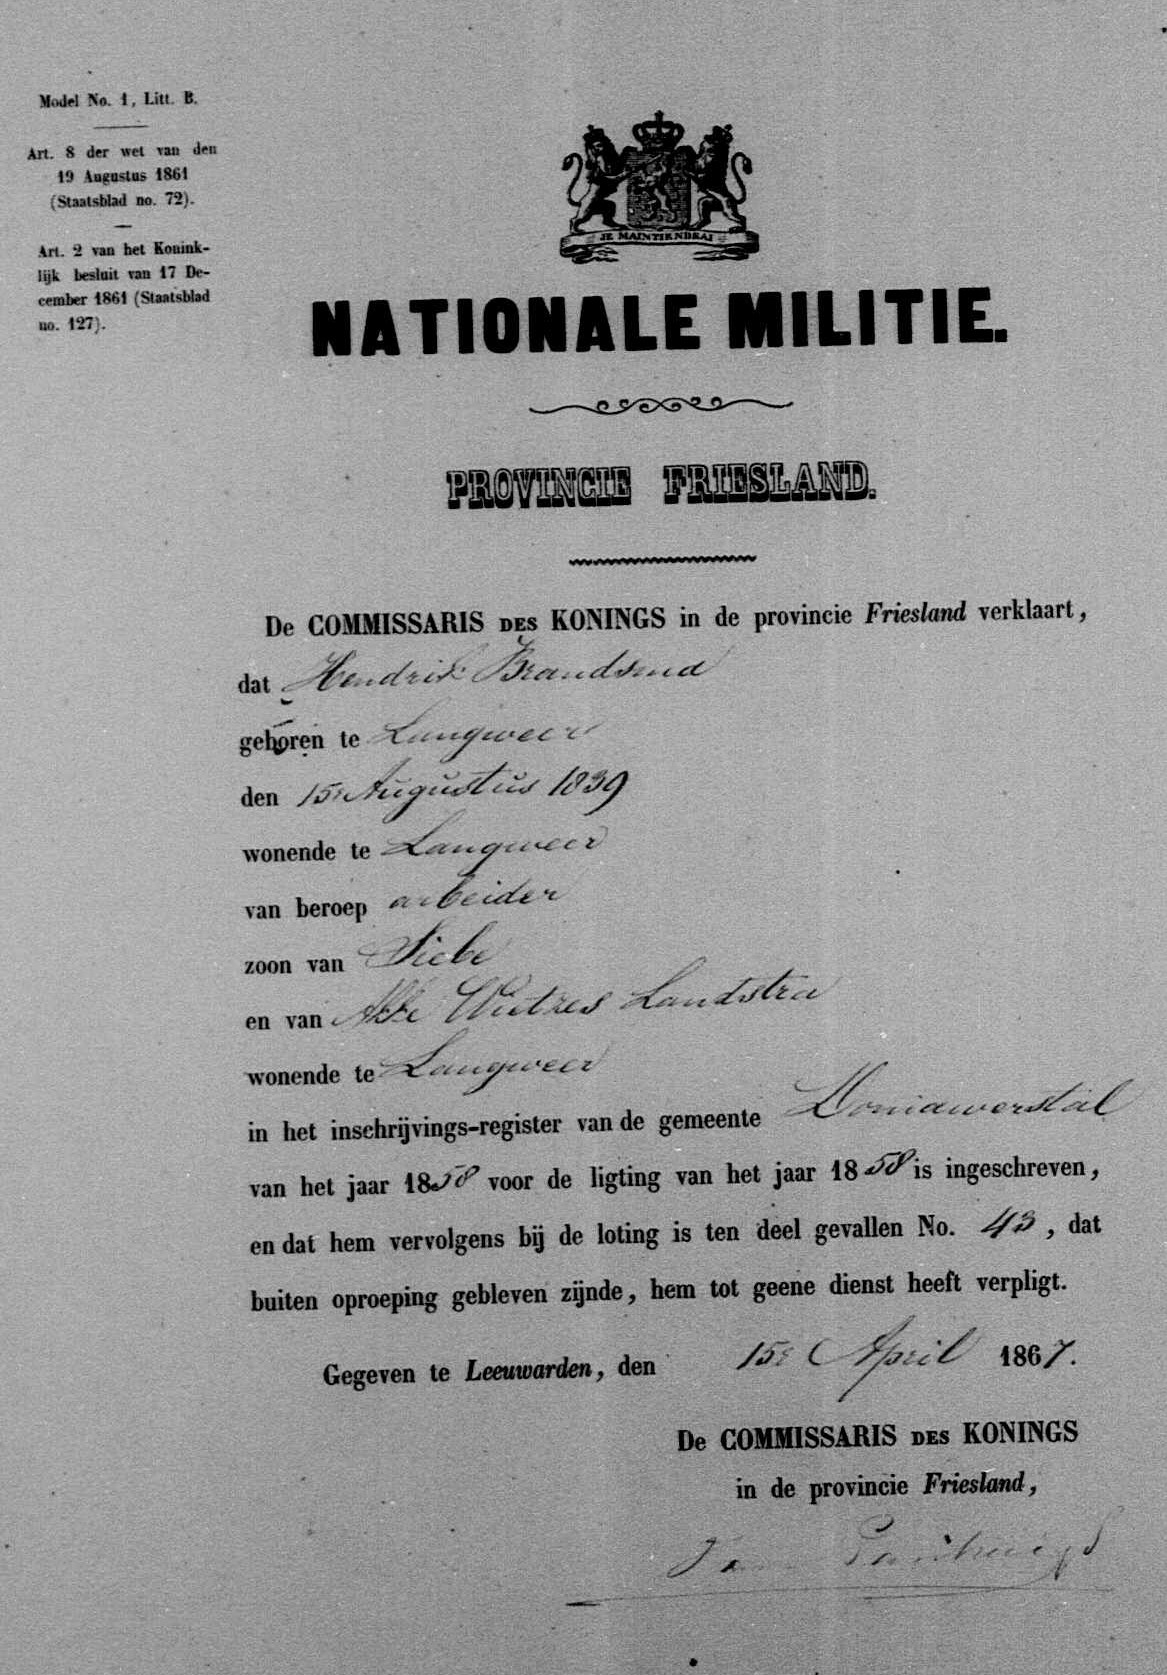 Model No. 1, Litt. B.
Art. 8 der wet van den
19 Augustus 1861
(Staatsblad no. 72).
Art. 2 van het Konink-
lijk besluit van 17 De-
cember 1861 (Staatsblad
no. 127).
JE MAINTIENDRAI
NATIONALE MILITIE.
PROVINCIE FRIESLAND.
De COMMISSARIS DES KONINGS in de provincie Friesland verklaart,
dat Hendrik Brandsma
geboren te Langweer
den 15e Augustus 1839
wonende te Langweer
van beroep arbeider
zoon van Siebe
en van Akke Wietzes Landstra
wonende te Langweer
in het inschrijvings-register van de gemeente Doniawerstal
van het jaar 1858 voor de ligting van het jaar 1858 is ingeschreven,
en dat hem vervolgens bij de loting is ten deel gevallen No. 43, dat
buiten oproeping gebleven zijnde, hem tot geene dienst heeft verpligt.
Gegeven te Leeuwarden, den 15e April 1867.
De COMMISSARIS DES KONINGS
in de provincie Friesland,